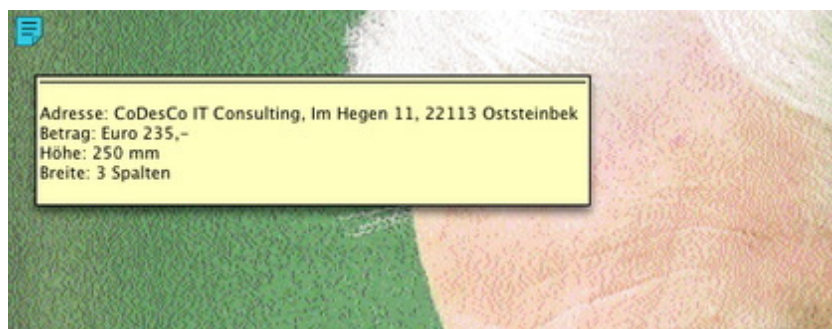 Adresse: CoDesCo IT Consulting, Im Hegen 11, 22113 Oststeinbek
Betrag: Euro 235,–
Höhe: 250 mm
Breite: 3 Spalten